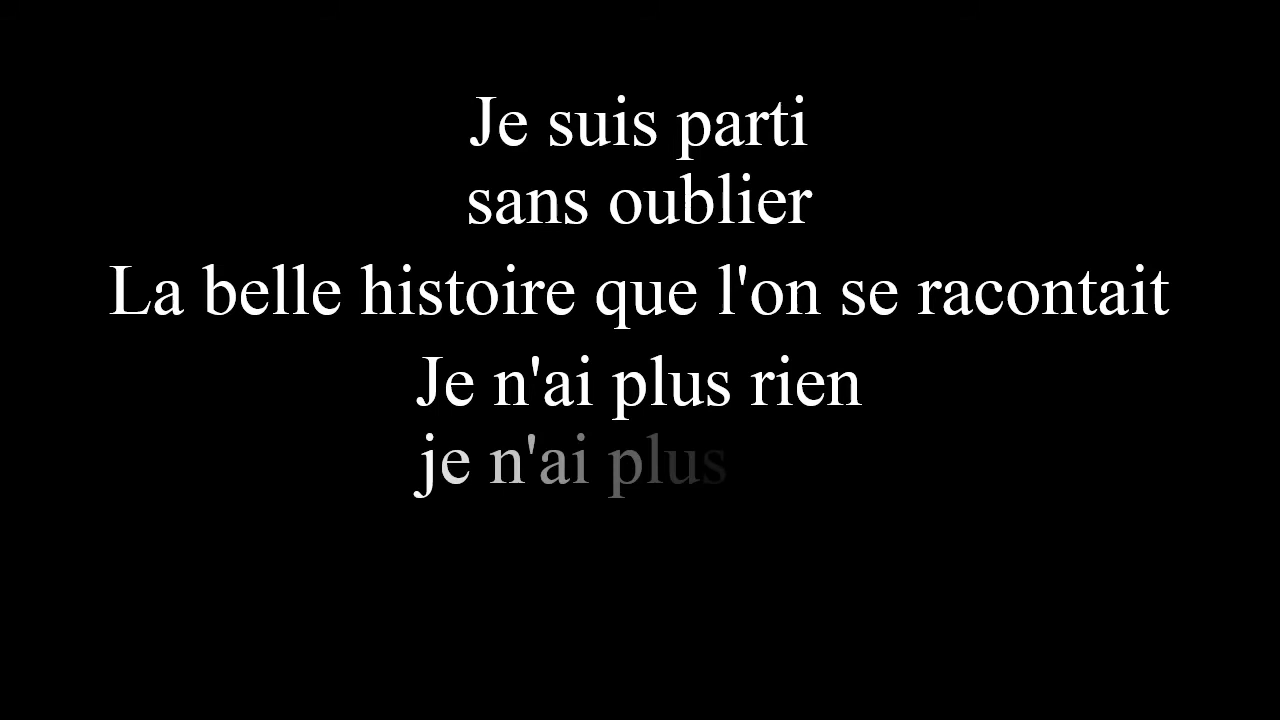 Je suis parti
sans oublier
La belle histoire que l'on se racontait
Je n'ai plus rien
je n'ai plus